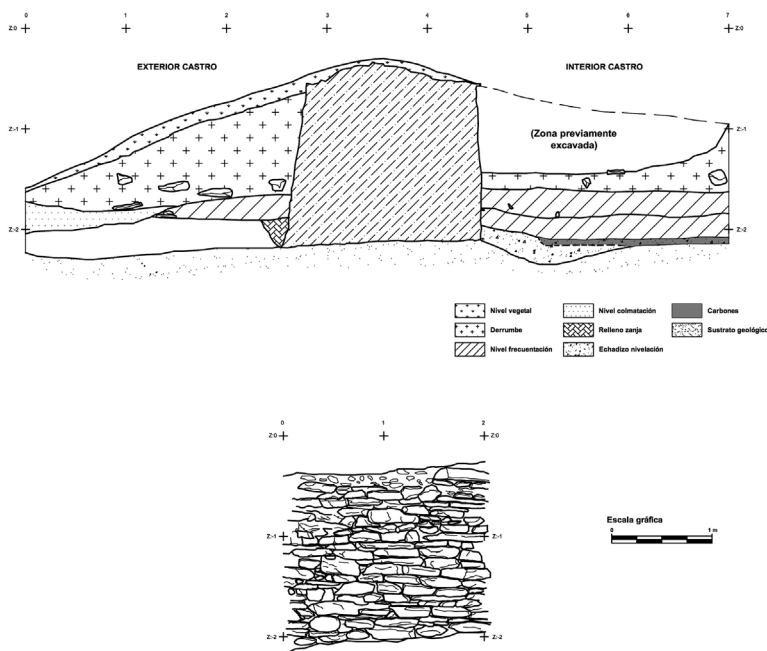 0 1 2 3 4 5 6 7
Z:0 Z:0
EXTERIOR CASTRO INTERIOR CASTRO
Z:-1 (Zona previamente Z:-1
excavada)
Z:-2 Z:-2
Nivel vegetal Nivel colmatación Carbones
Derrumbe Relleno zanja Sustrato geológico
Nivel frecuentación Echadizo nivelación
0 1 2
Z:0 Z:0
Z:-1 Z:-1
Z:-2 Z:-2
Escala gráfica
0 1 m